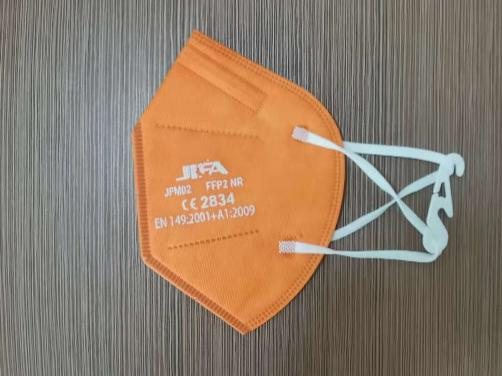 JIFA
JFM02 FFP2 NR
CE 2834
EN 149:2001+A1:2009